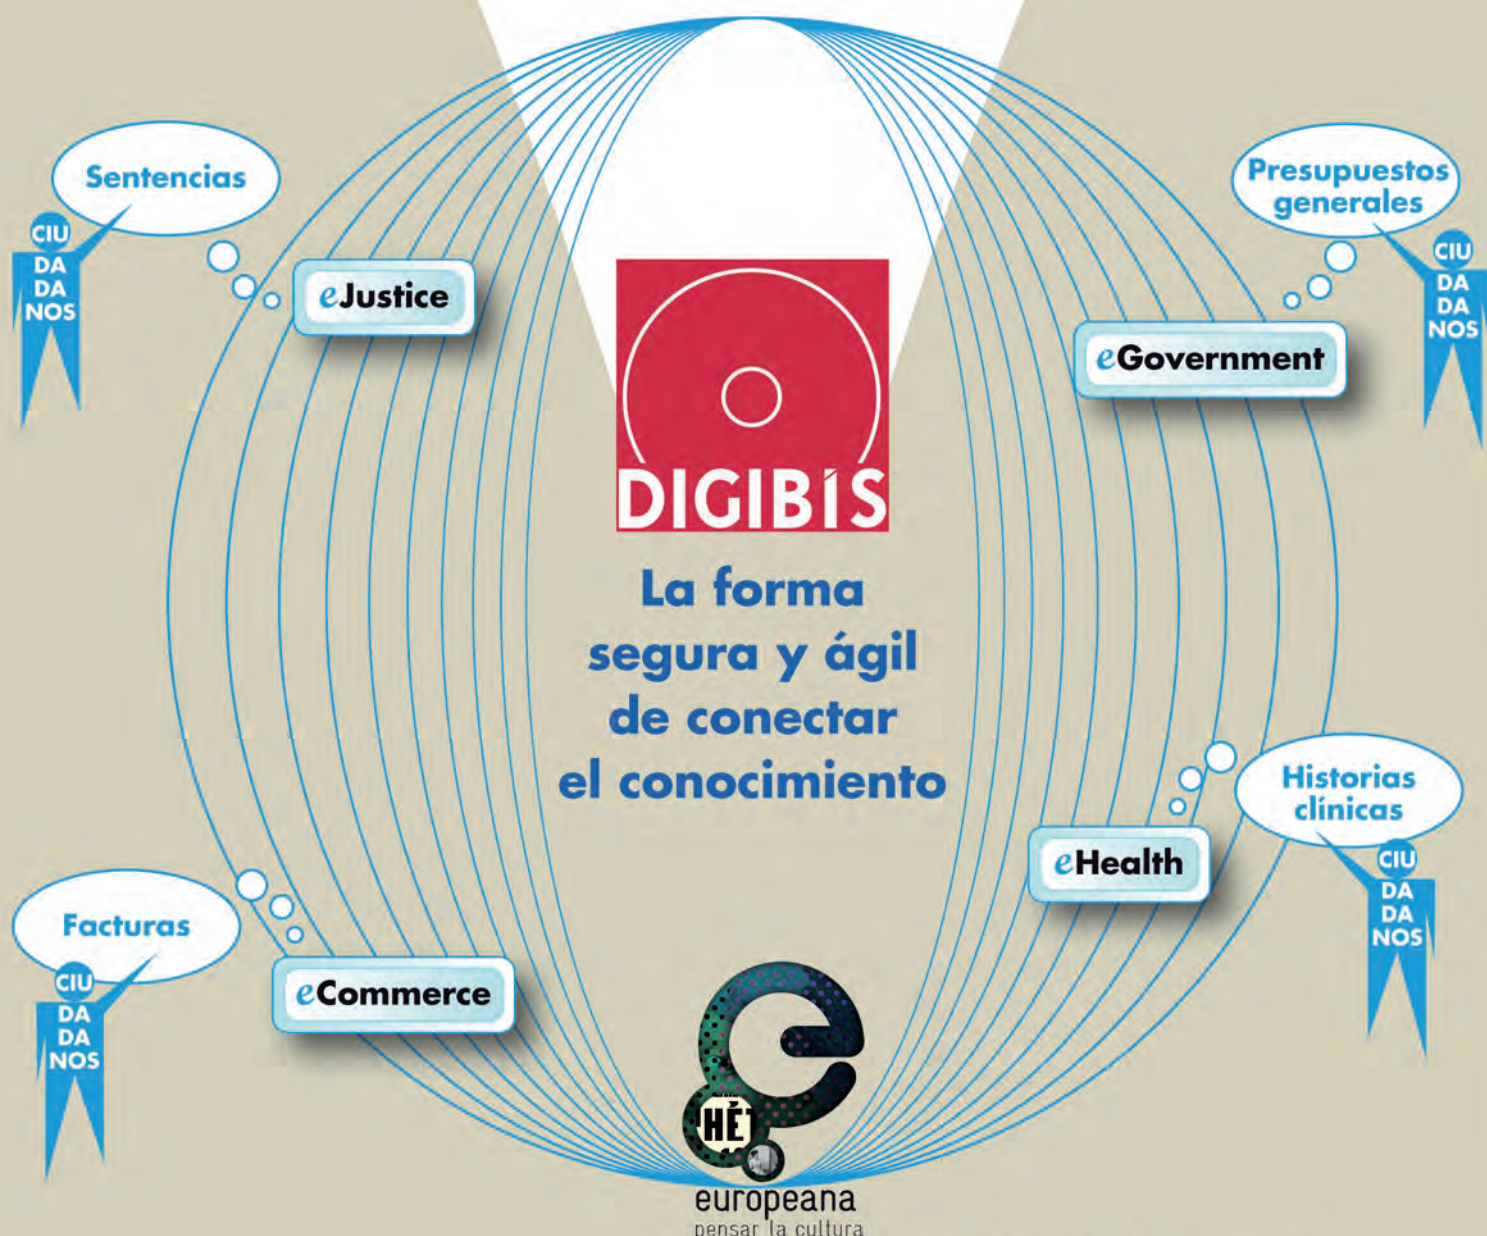 Sentencias
CIU
DA
DA
NOS
eJustice
Presupuestos
generales
CIU
DA
DA
NOS
eGovernment
DIGIBÍS
La forma
segura y ágil
de conectar
el conocimiento
Historias
clínicas
CIU
DA
DA
NOS
eHealth
Facturas
CIU
DA
DA
NOS
eCommerce
HÉ
europeana
pensar la cultura